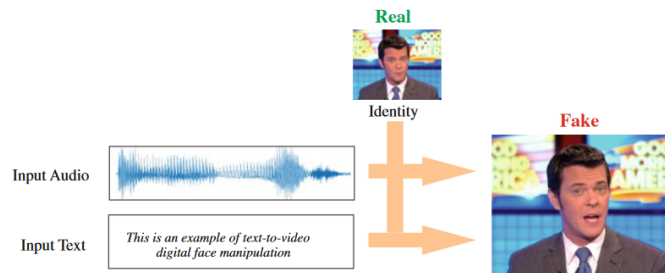 Real
Identity
Fake
Input Audio
Input Text
This is an example of text-to-video
digital face manipulation